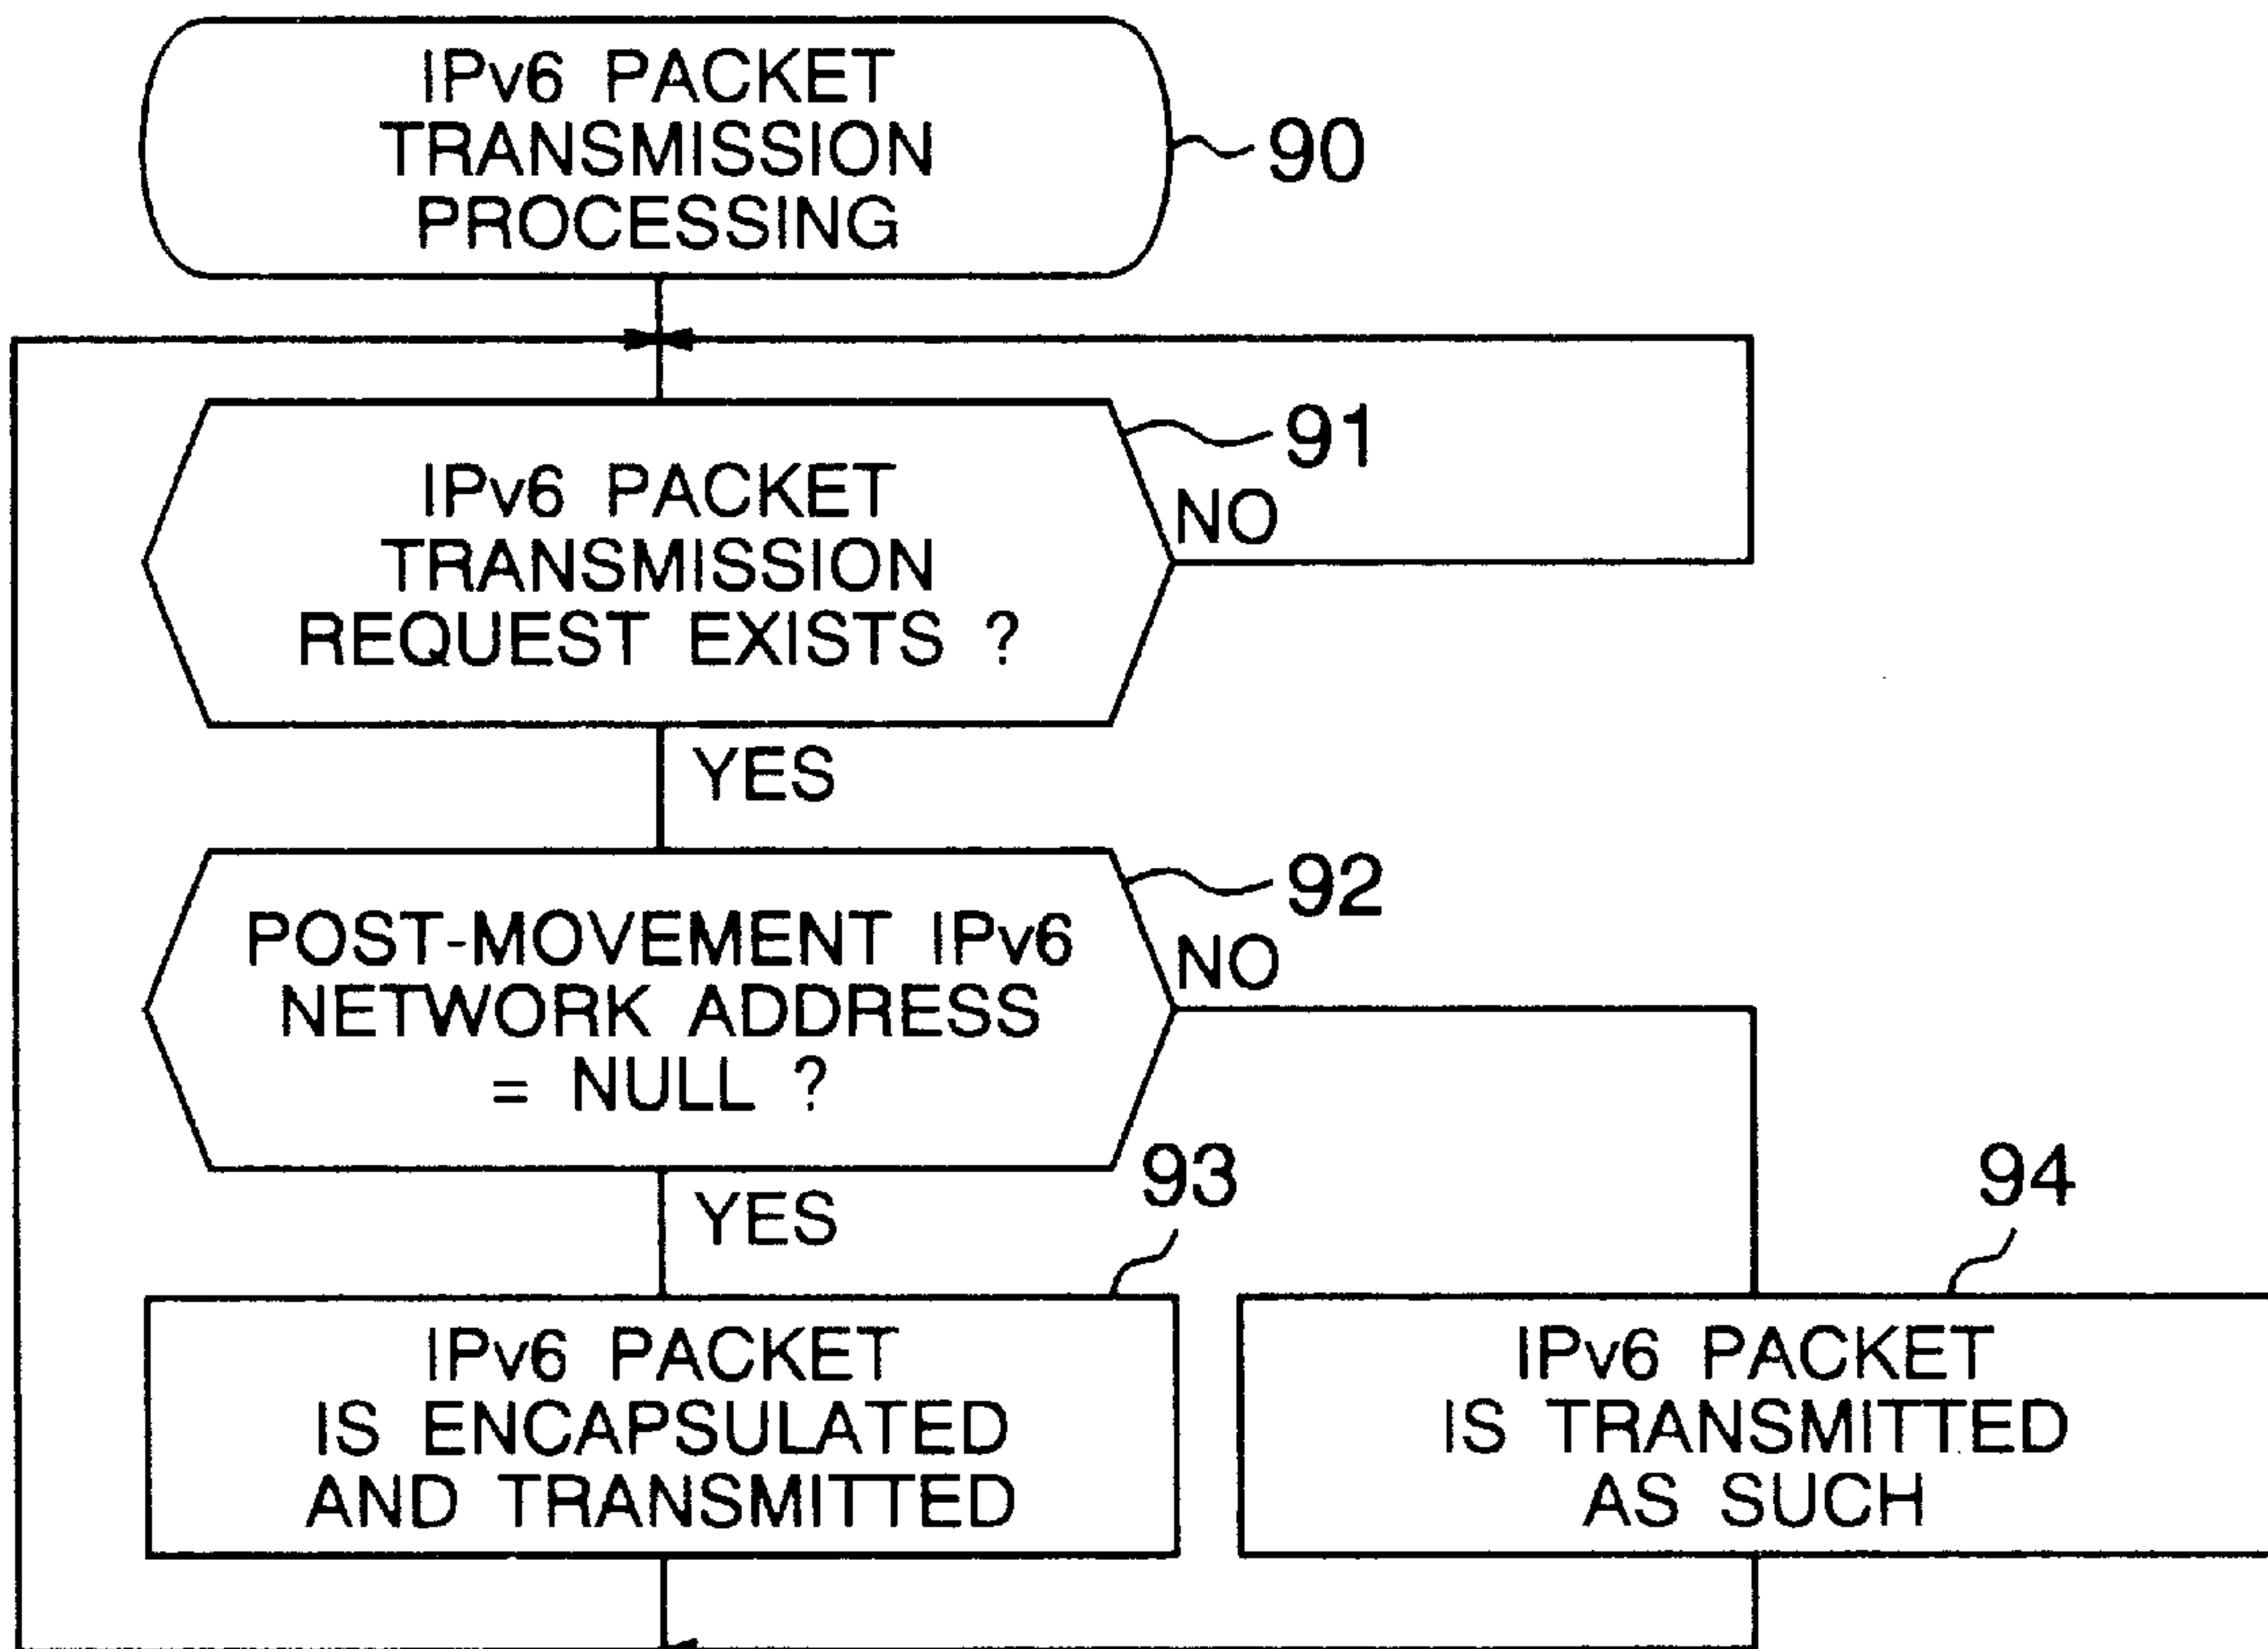 IPv6 PACKET
TRANSMISSION
PROCESSING
90
91
IPv6 PACKET
TRANSMISSION
REQUEST EXISTS ?
NO
YES
92
POST-MOVEMENT IPv6
NETWORK ADDRESS
= NULL ?
NO
YES
93
94
IPv6 PACKET
IS ENCAPSULATED
AND TRANSMITTED
IPv6 PACKET
IS TRANSMITTED
AS SUCH